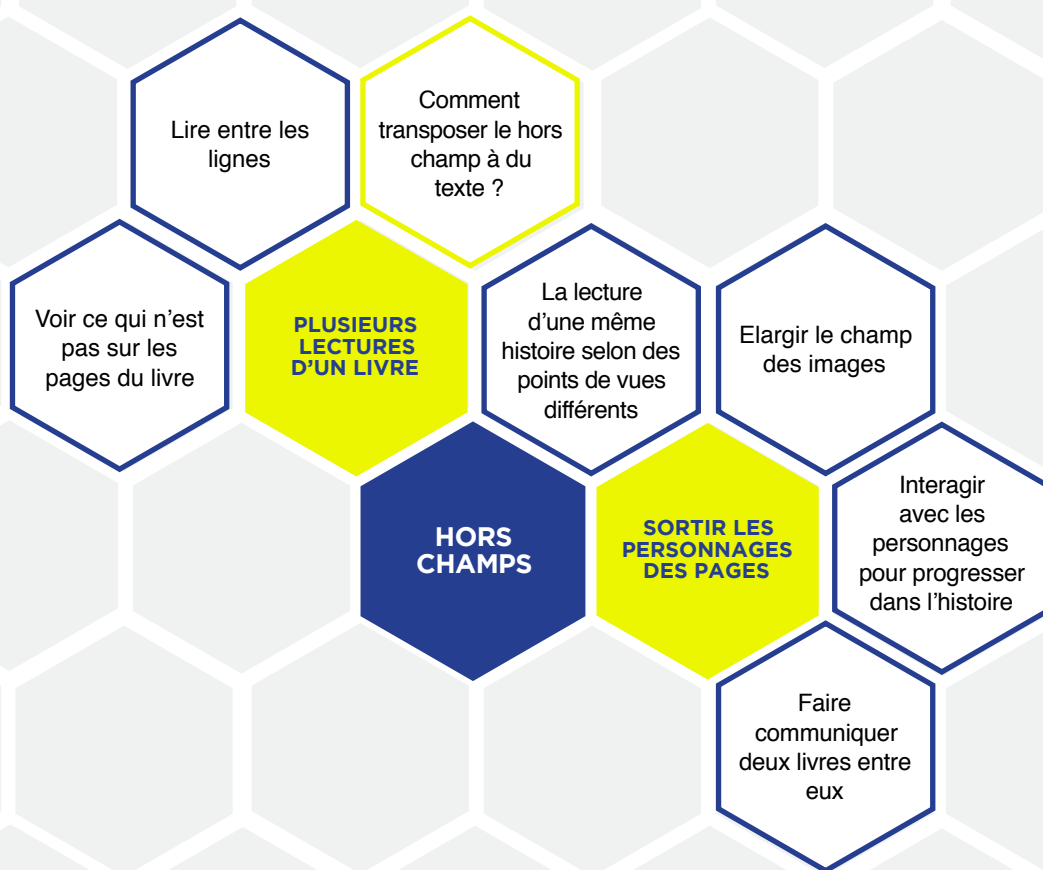 Lire entre les
lignes
Comment
transposer le hors
champ à du
texte ?
Voir ce qui n’est
pas sur les
pages du livre
PLUSIEURS
LECTURES
D’UN LIVRE
La lecture
d’une même
histoire selon des
points de vues
différents
Elargir le champ
des images
HORS
CHAMPS
SORTIR LES
PERSONNAGES
DES PAGES
Interagir
avec les
personnages
pour progresser
dans l’histoire
Faire
communiquer
deux livres entre
eux